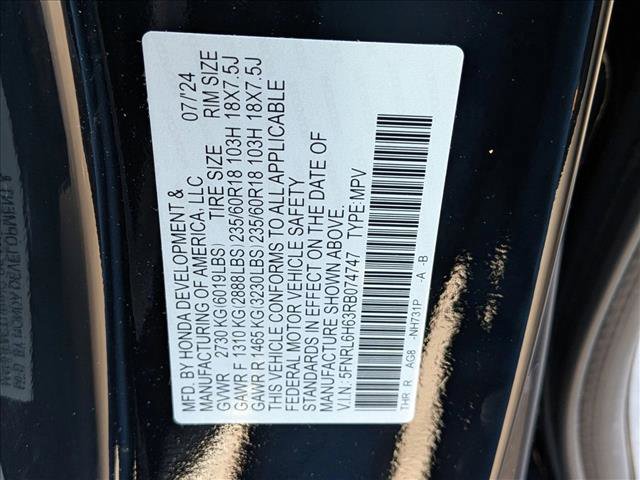 MFD. BY HONDA DEVELOPMENT & 07/'24
MANUFACTURING OF AMERICA, LLC
GVWR 2730 KG(6019LBS) TIRE SIZE RIM SIZE
GAWR F 1310 KG(2888LBS) 235/60R18 103H 18X7.5J
GAWR R 1465 KG(3230LBS) 235/60R18 103H 18X7.5J
THIS VEHICLE CONFORMS TO ALL APPLICABLE
FEDERAL MOTOR VEHICLE SAFETY
STANDARDS IN EFFECT ON THE DATE OF
MANUFACTURE SHOWN ABOVE.
V.I.N.: 5FNRL6H63RB074747 TYPE: MPV
THR R AG8 -NH731P -A -B